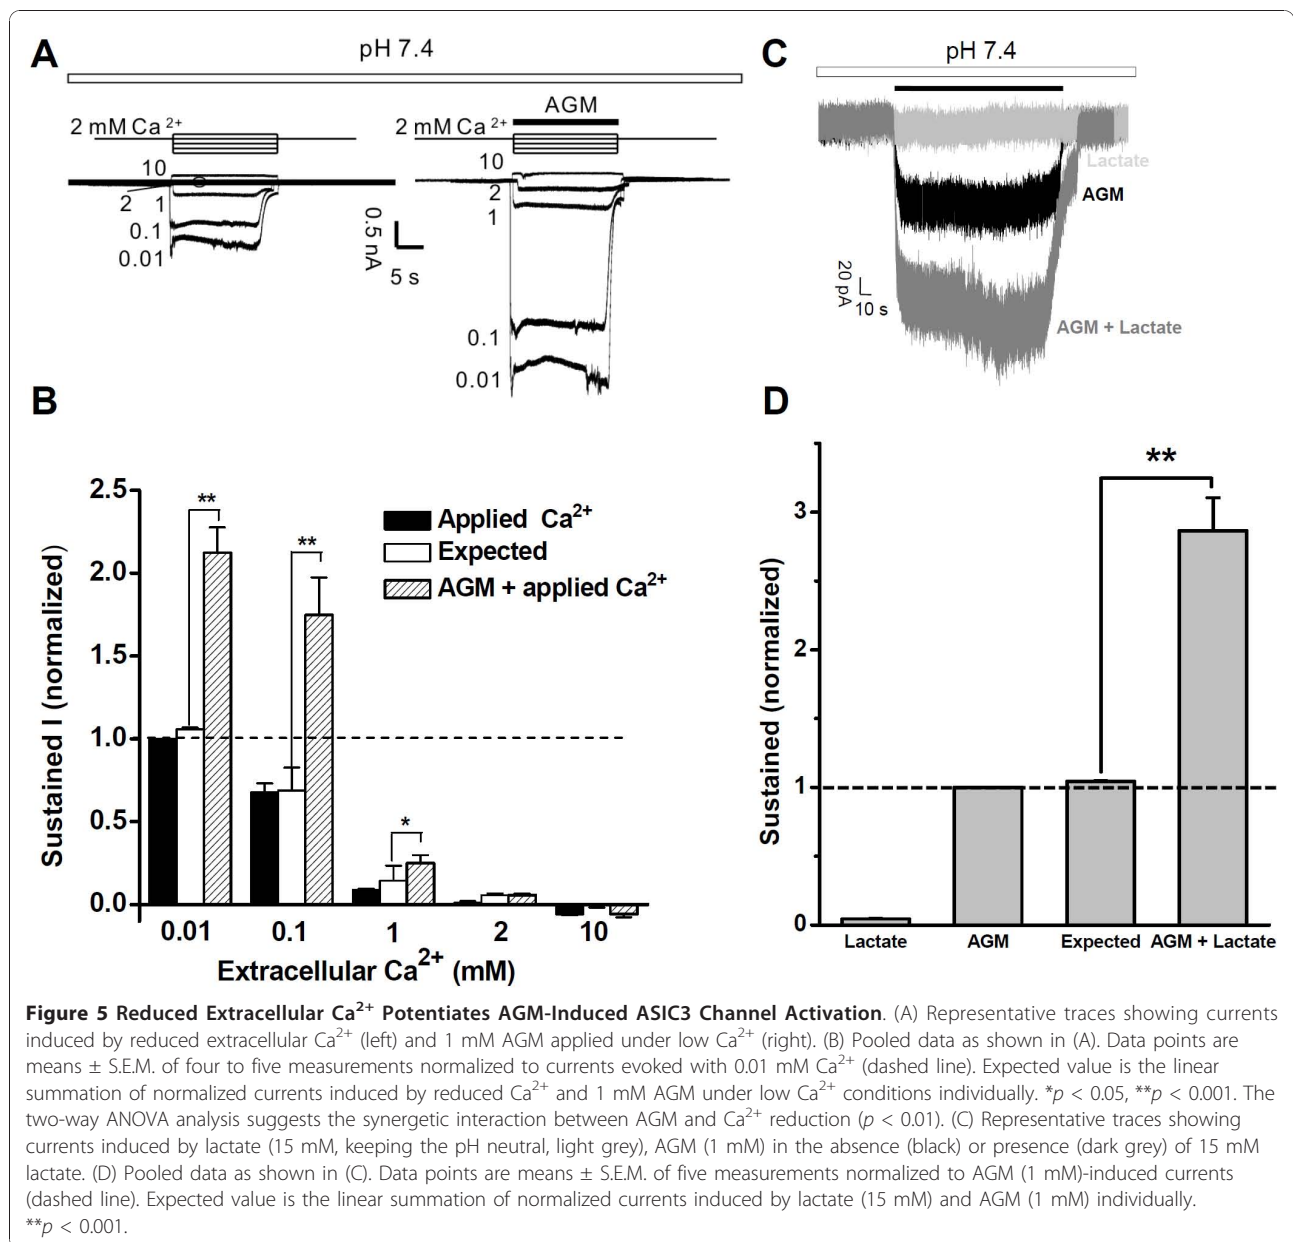 A
pH 7.4
AGM
2 mM Ca 2+
2 mM Ca 2+
10
2
1
0.1
0.01
0.5 nA
5 s
10
2
1
0.1
0.01
C
pH 7.4
Lactate
AGM
20 pA
10 s
AGM + Lactate
B
2.5
2.0
1.5
1.0
0.5
0.0
Sustained I (normalized)
**
**
*
Applied Ca2+
Expected
AGM + applied Ca2+
0.01 0.1 1 2 10
Extracellular Ca2+ (mM)
D
**
3
2
1
0
Sustained (normalized)
Lactate AGM Expected AGM + Lactate
Figure 5 Reduced Extracellular Ca2+ Potentiates AGM-Induced ASIC3 Channel Activation. (A) Representative traces showing currents
induced by reduced extracellular Ca2+ (left) and 1 mM AGM applied under low Ca2+ (right). (B) Pooled data as shown in (A). Data points are
means ± S.E.M. of four to five measurements normalized to currents evoked with 0.01 mM Ca2+ (dashed line). Expected value is the linear
summation of normalized currents induced by reduced Ca2+ and 1 mM AGM under low Ca2+ conditions individually. *p < 0.05, **p < 0.001. The
two-way ANOVA analysis suggests the synergetic interaction between AGM and Ca2+ reduction (p < 0.01). (C) Representative traces showing
currents induced by lactate (15 mM, keeping the pH neutral, light grey), AGM (1 mM) in the absence (black) or presence (dark grey) of 15 mM
lactate. (D) Pooled data as shown in (C). Data points are means ± S.E.M. of five measurements normalized to AGM (1 mM)-induced currents
(dashed line). Expected value is the linear summation of normalized currents induced by lactate (15 mM) and AGM (1 mM) individually.
**p < 0.001.